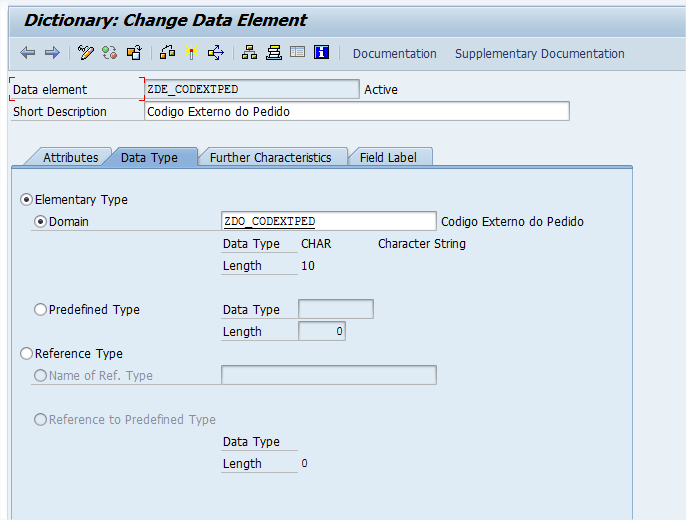 Dictionary: Change Data Element
Documentation Supplementary Documentation
Data element ZDE_CODEXTPED Active
Short Description Codigo Externo do Pedido
Attributes Data Type Further Characteristics Field Label
Elementary Type
Domain ZDO_CODEXTPED Codigo Externo do Pedido
Data Type CHAR Character String
Length 10
Predefined Type Data Type
Length 0
Reference Type
Name of Ref. Type
Reference to Predefined Type
Data Type
Length 0